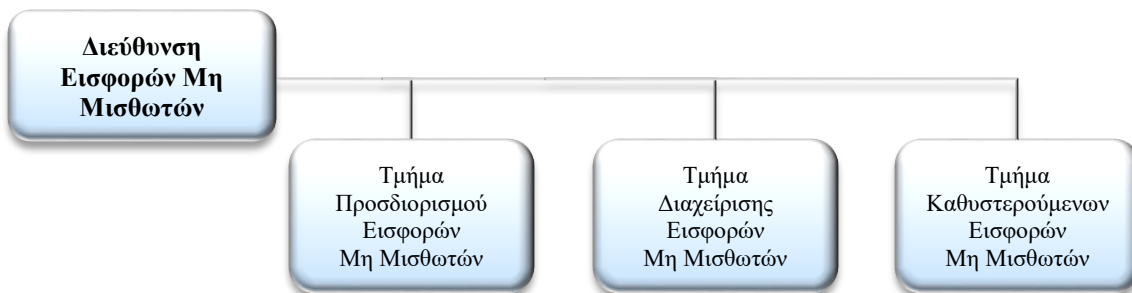 Διεύθυνση
Εισφορών Μη
Μισθωτών
Τμήμα
Προσδιορισμού
Εισφορών
Μη Μισθωτών
Τμήμα
Διαχείρισης
Εισφορών
Μη Μισθωτών
Τμήμα
Καθυστερούμενων
Εισφορών
Μη Μισθωτών